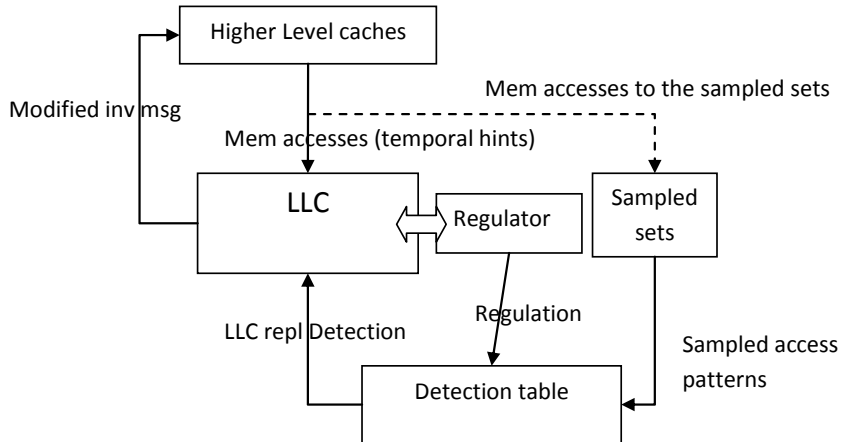 Higher Level caches
Mem accesses to the sampled sets
Modified inv msg
Mem accesses (temporal hints)
LLC
Regulator
Sampled
sets
LLC repl Detection
Regulation
Sampled access
patterns
Detection table